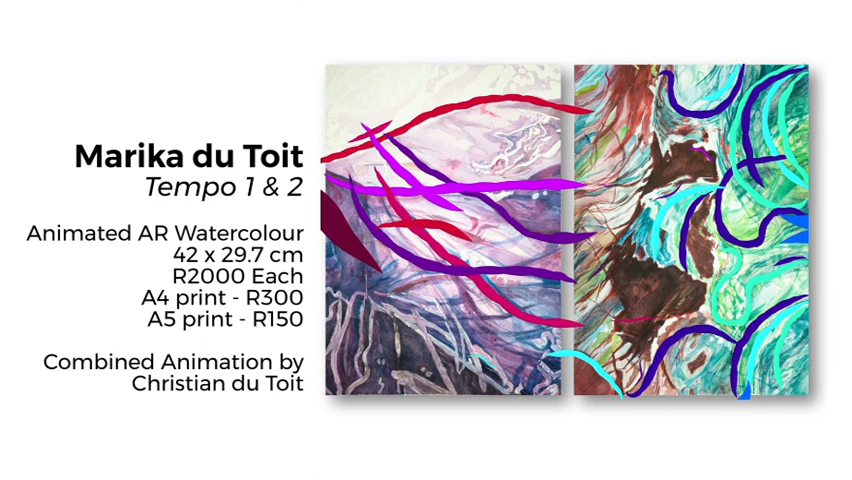 Marika du Toit
Tempo 1 & 2
Animated AR Watercolour
42 x 29.7 cm
R2000 Each
A4 print - R300
A5 print - R150
Combined Animation by
Christian du Toit